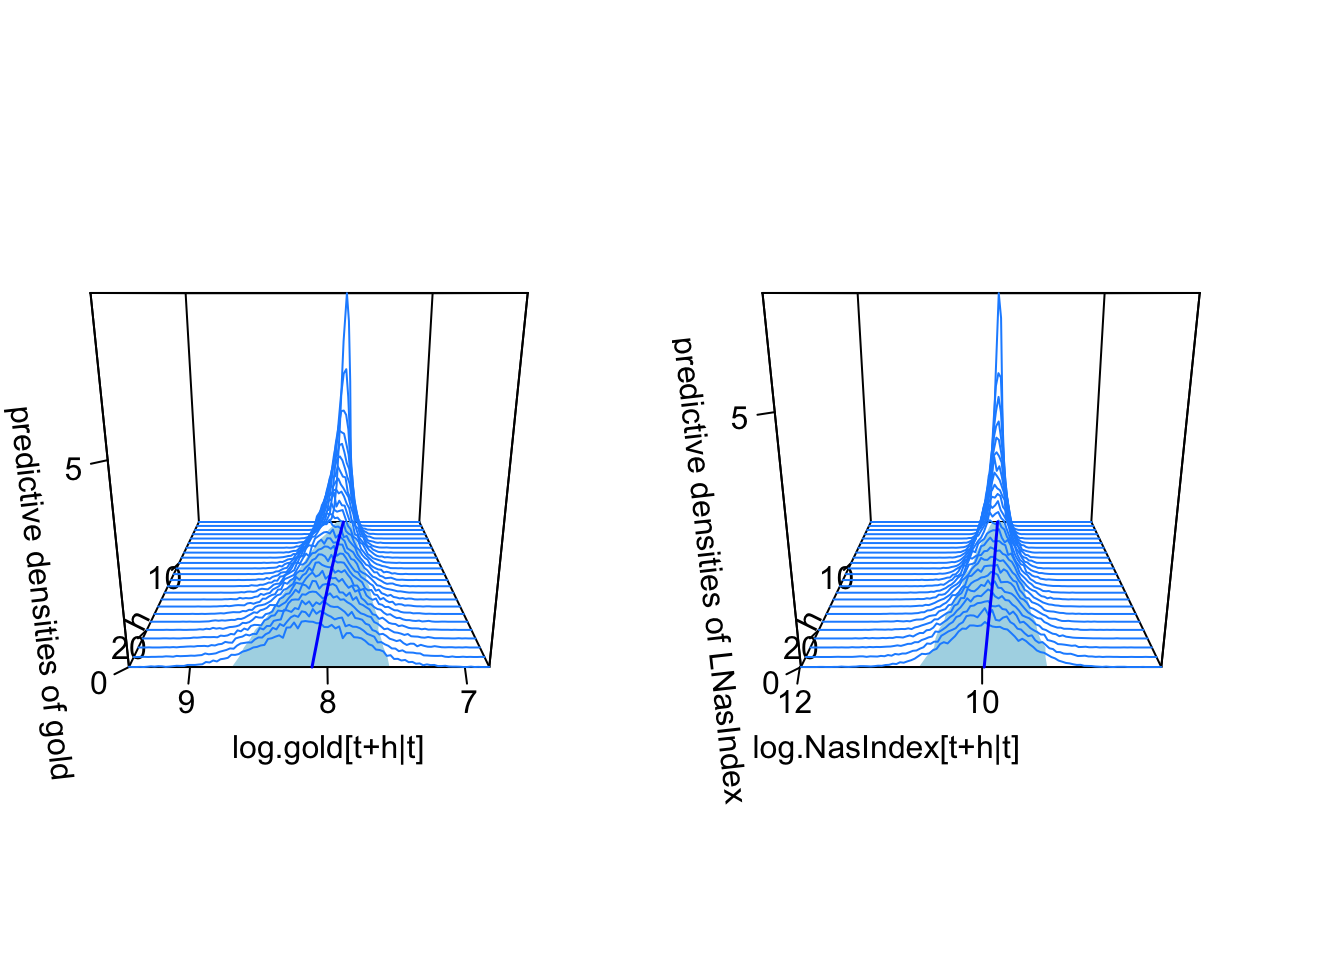 predictive densities of gold
5
10
h
20
0
9
8
7
log.gold[t+h|t]
predictive densities of LNasIndex
5
10
h
20
0
12
10
log.NasIndex[t+h|t]